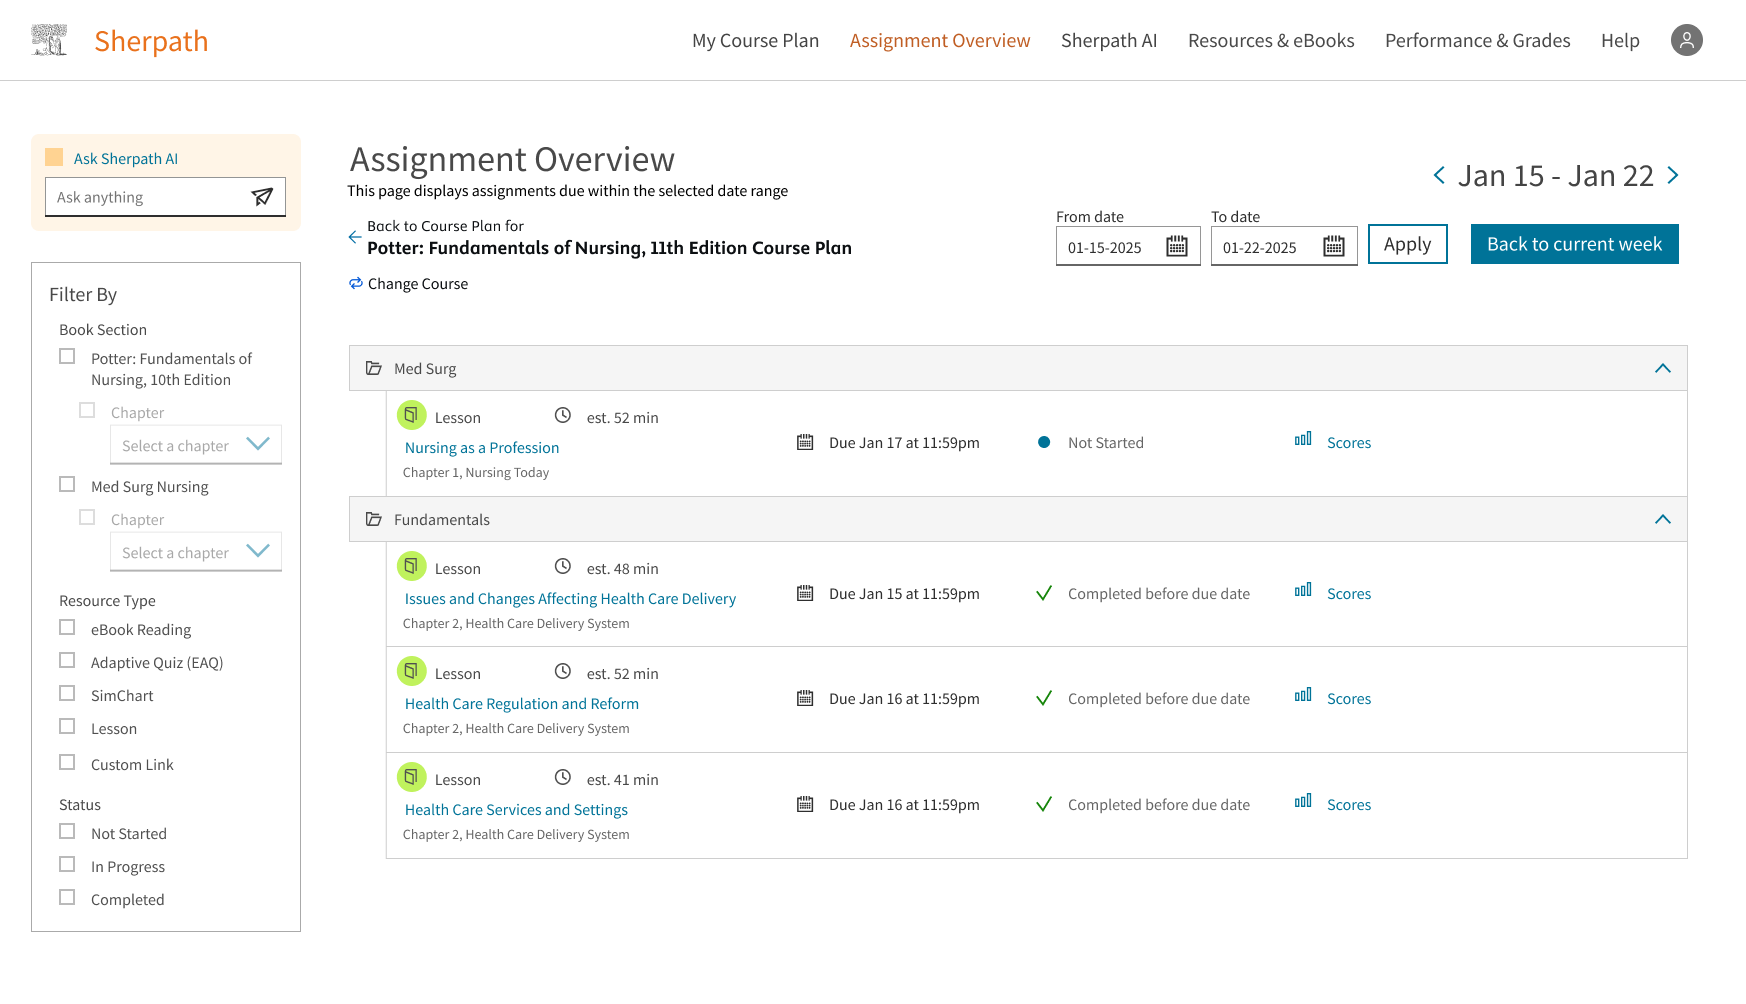 Sherpath
My Course Plan
Assignment Overview
Sherpath AI
Resources & eBooks
Performance & Grades
Help
Ask Sherpath AI
Ask anything
Filter By
Book Section
Potter: Fundamentals of
Nursing, 10th Edition
Chapter
Select a chapter
Med Surg Nursing
Chapter
Select a chapter
Resource Type
eBook Reading
Adaptive Quiz (EAQ)
SimChart
Lesson
Custom Link
Status
Not Started
In Progress
Completed
Assignment Overview
This page displays assignments due within the selected date range
Back to Course Plan for
Potter: Fundamentals of Nursing, 11th Edition Course Plan
Change Course
Jan 15 - Jan 22
From date
To date
01-15-2025
01-22-2025
Apply
Back to current week
Med Surg
Lesson
est. 52 min
Nursing as a Profession
Chapter 1, Nursing Today
Due Jan 17 at 11:59pm
Not Started
Scores
Fundamentals
Lesson
est. 48 min
Issues and Changes Affecting Health Care Delivery
Chapter 2, Health Care Delivery System
Due Jan 15 at 11:59pm
Completed before due date
Scores
Lesson
est. 52 min
Health Care Regulation and Reform
Chapter 2, Health Care Delivery System
Due Jan 16 at 11:59pm
Completed before due date
Scores
Lesson
est. 41 min
Health Care Services and Settings
Chapter 2, Health Care Delivery System
Due Jan 16 at 11:59pm
Completed before due date
Scores